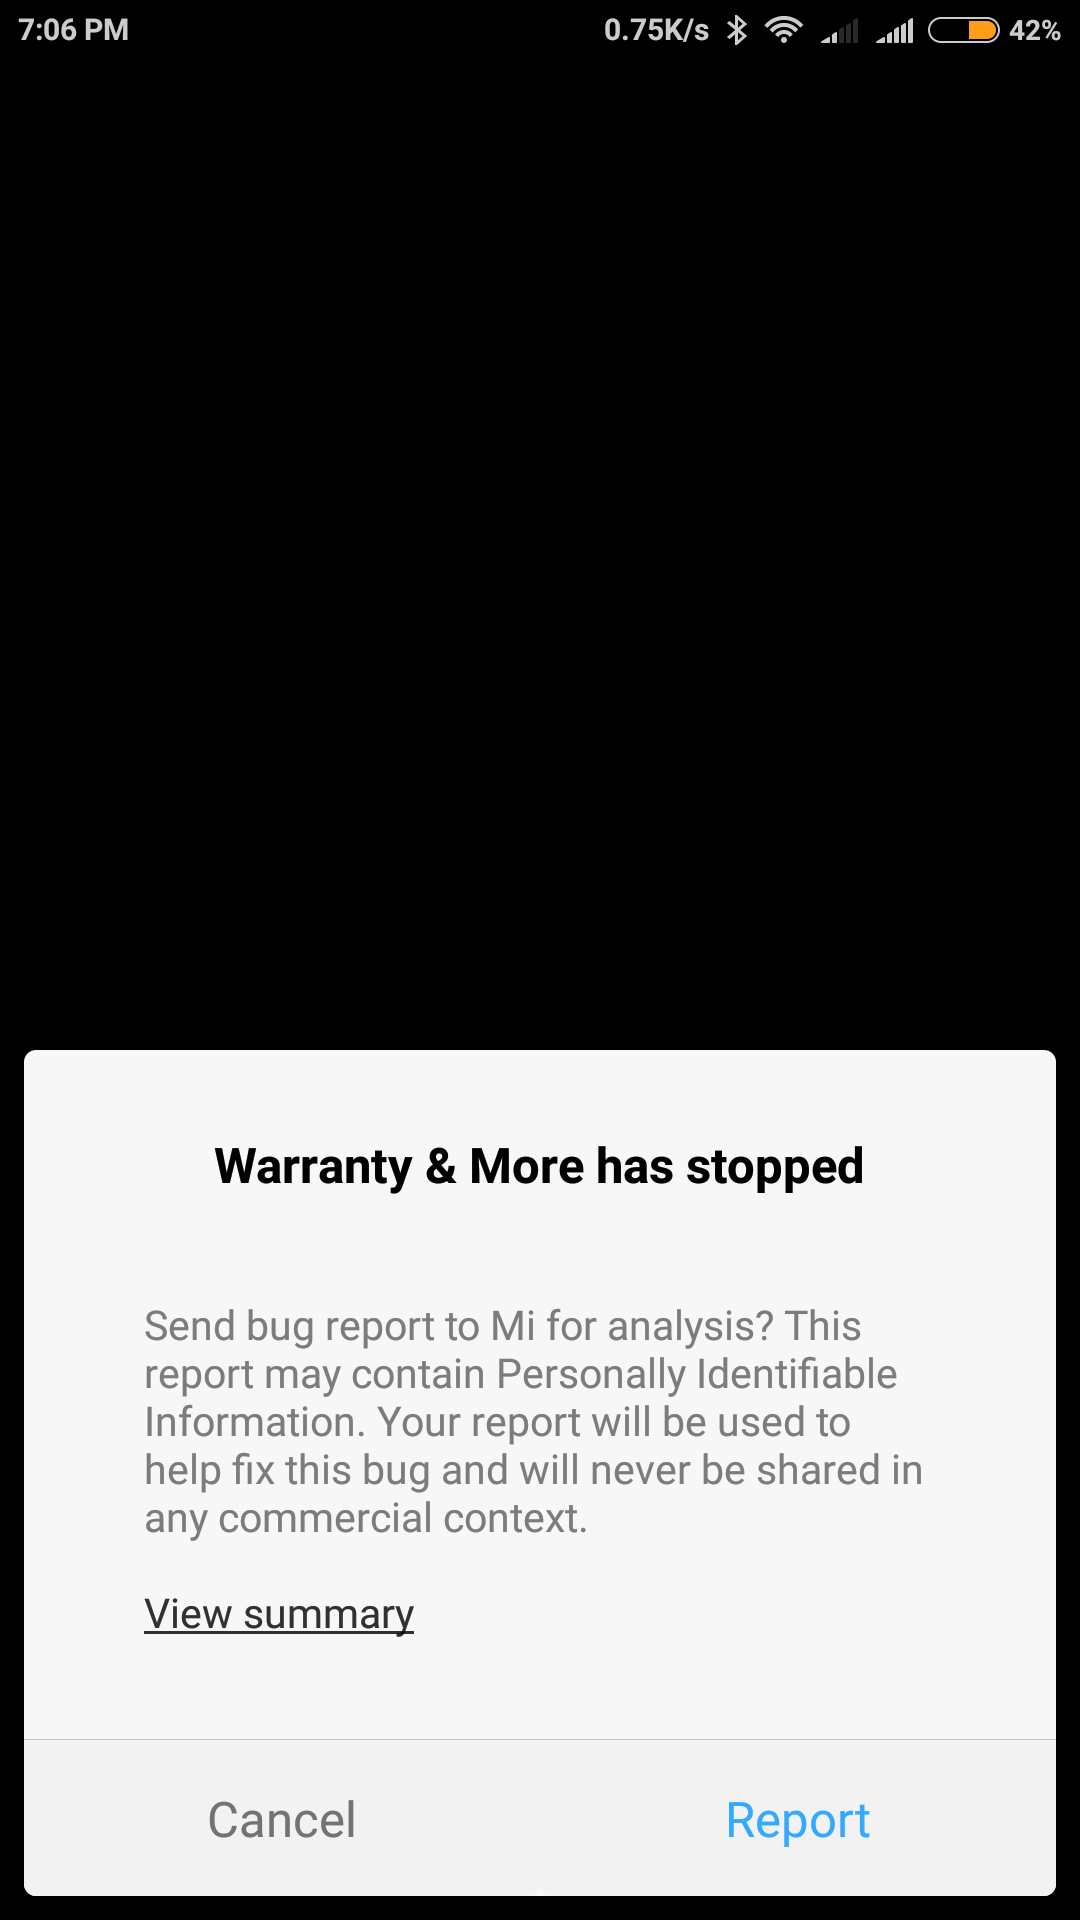 7:06 PM 0.75K/s 42%
Warranty & More has stopped
Send bug report to Mi for analysis? This
report may contain Personally Identifiable
Information. Your report will be used to
help fix this bug and will never be shared in
any commercial context.
View summary
Cancel Report